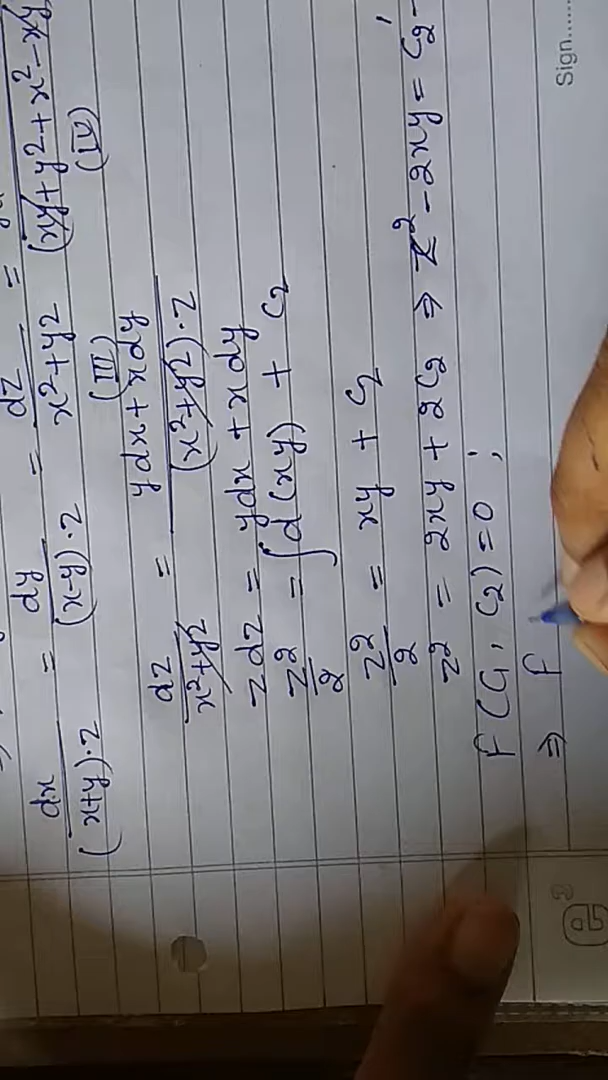 dx/(x+y)·z = dy/(x-y)·z = dz/x²+y² =
(xy+y²+x²-xy
(III) (IV)
dz/x²+y² = ydx+xdy/(x²+y²)·z
zdz = ydx+xdy
z²/2 = ∫d(xy) + c₂
z²/2 = xy + c₂
z² = 2xy + 2c₂ ⇒ z² - 2xy = c₂'
f(c₁, c₂)=0 ;
⇒ f
Sign......